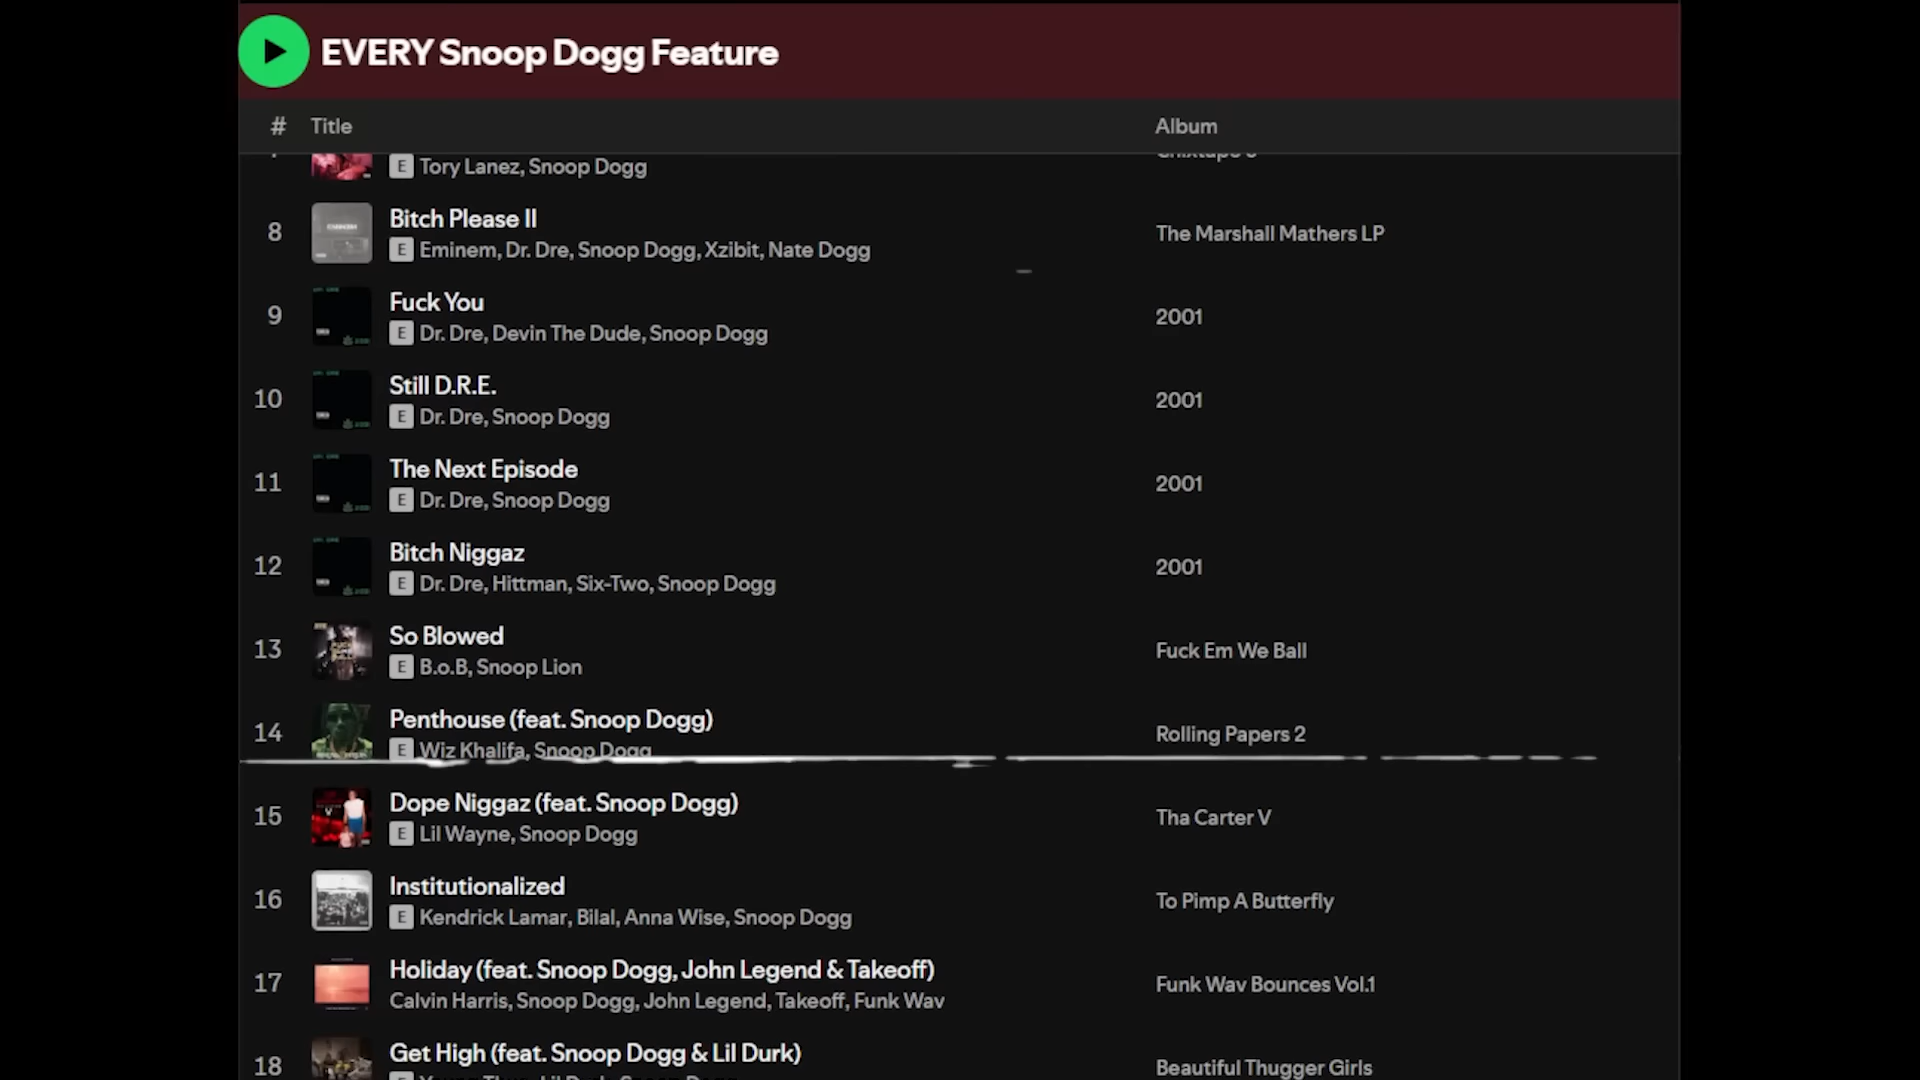 EVERY Snoop Dogg Feature
# Title Album
E Tory Lanez, Snoop Dogg
8 Bitch Please II The Marshall Mathers LP
E Eminem, Dr. Dre, Snoop Dogg, Xzibit, Nate Dogg
9 Fuck You 2001
E Dr. Dre, Devin The Dude, Snoop Dogg
10 Still D.R.E. 2001
E Dr. Dre, Snoop Dogg
11 The Next Episode 2001
E Dr. Dre, Snoop Dogg
12 Bitch Niggaz 2001
E Dr. Dre, Hittman, Six-Two, Snoop Dogg
13 So Blowed Fuck Em We Ball
E B.o.B, Snoop Lion
14 Penthouse (feat. Snoop Dogg) Rolling Papers 2
E Wiz Khalifa, Snoop Dogg
15 Dope Niggaz (feat. Snoop Dogg) Tha Carter V
E Lil Wayne, Snoop Dogg
16 Institutionalized To Pimp A Butterfly
E Kendrick Lamar, Bilal, Anna Wise, Snoop Dogg
17 Holiday (feat. Snoop Dogg, John Legend & Takeoff) Funk Wav Bounces Vol.1
Calvin Harris, Snoop Dogg, John Legend, Takeoff, Funk Wav
18 Get High (feat. Snoop Dogg & Lil Durk) Beautiful Thugger Girls